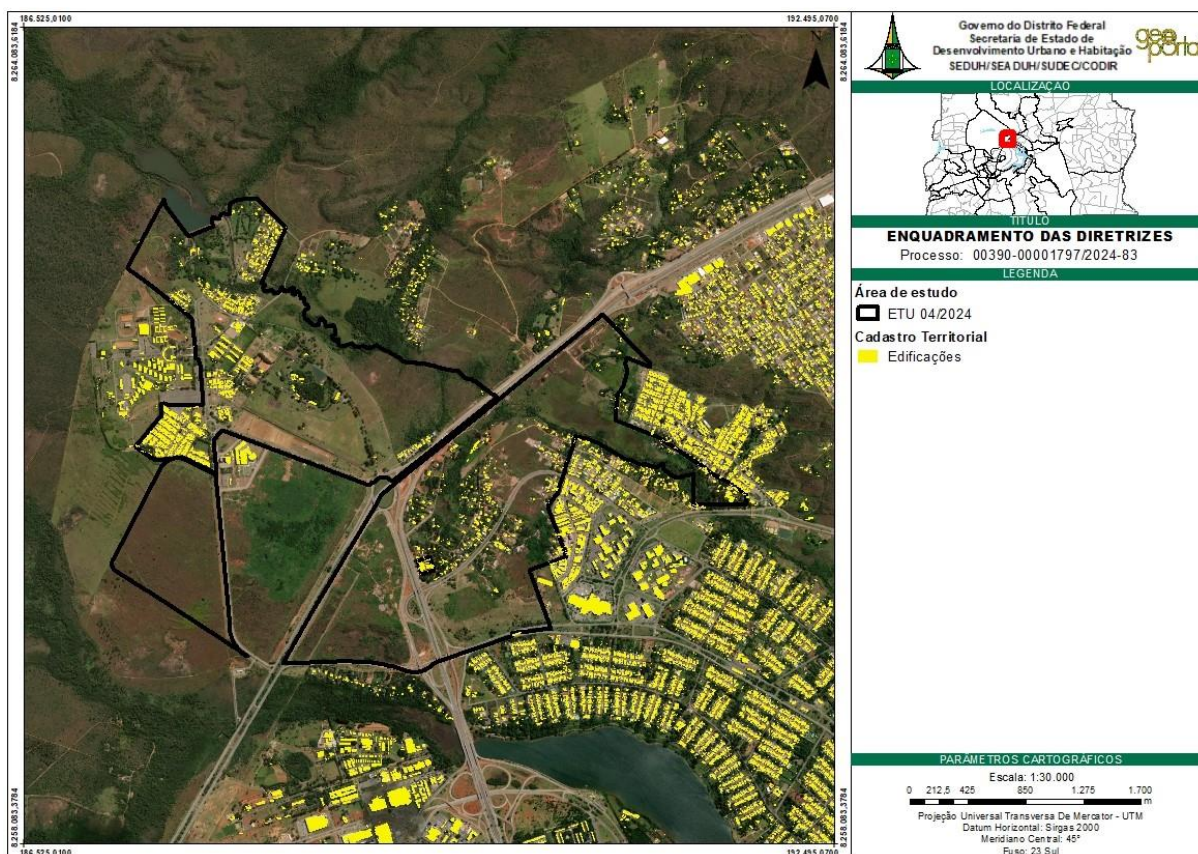 186.525,0100
192.495,0700
8.264.083,6184
8.264.083,6184
Governo do Distrito Federal
Secretaria de Estado de
Desenvolvimento Urbano e Habitação
SEDUH/SEADUH/SUDEC/CODIR
geo
porta
LOCALIZAÇÃO
TÍTULO
ENQUADRAMENTO DAS DIRETRIZES
Processo: 00390-00001797/2024-83
LEGENDA
Área de estudo
ETU 04/2024
Cadastro Territorial
Edificações
PARÂMETROS CARTOGRÁFICOS
Escala: 1:30.000
0 212,5 425 850 1.275 1.700
m
Projeção Universal Transversa De Mercator - UTM
Datum Horizontal: Sirgas 2000
Meridiano Central: 45°
Fuso: 23 Sul
8.258.083,3784
8.258.083,3784
186.525,0100
192.495,0700